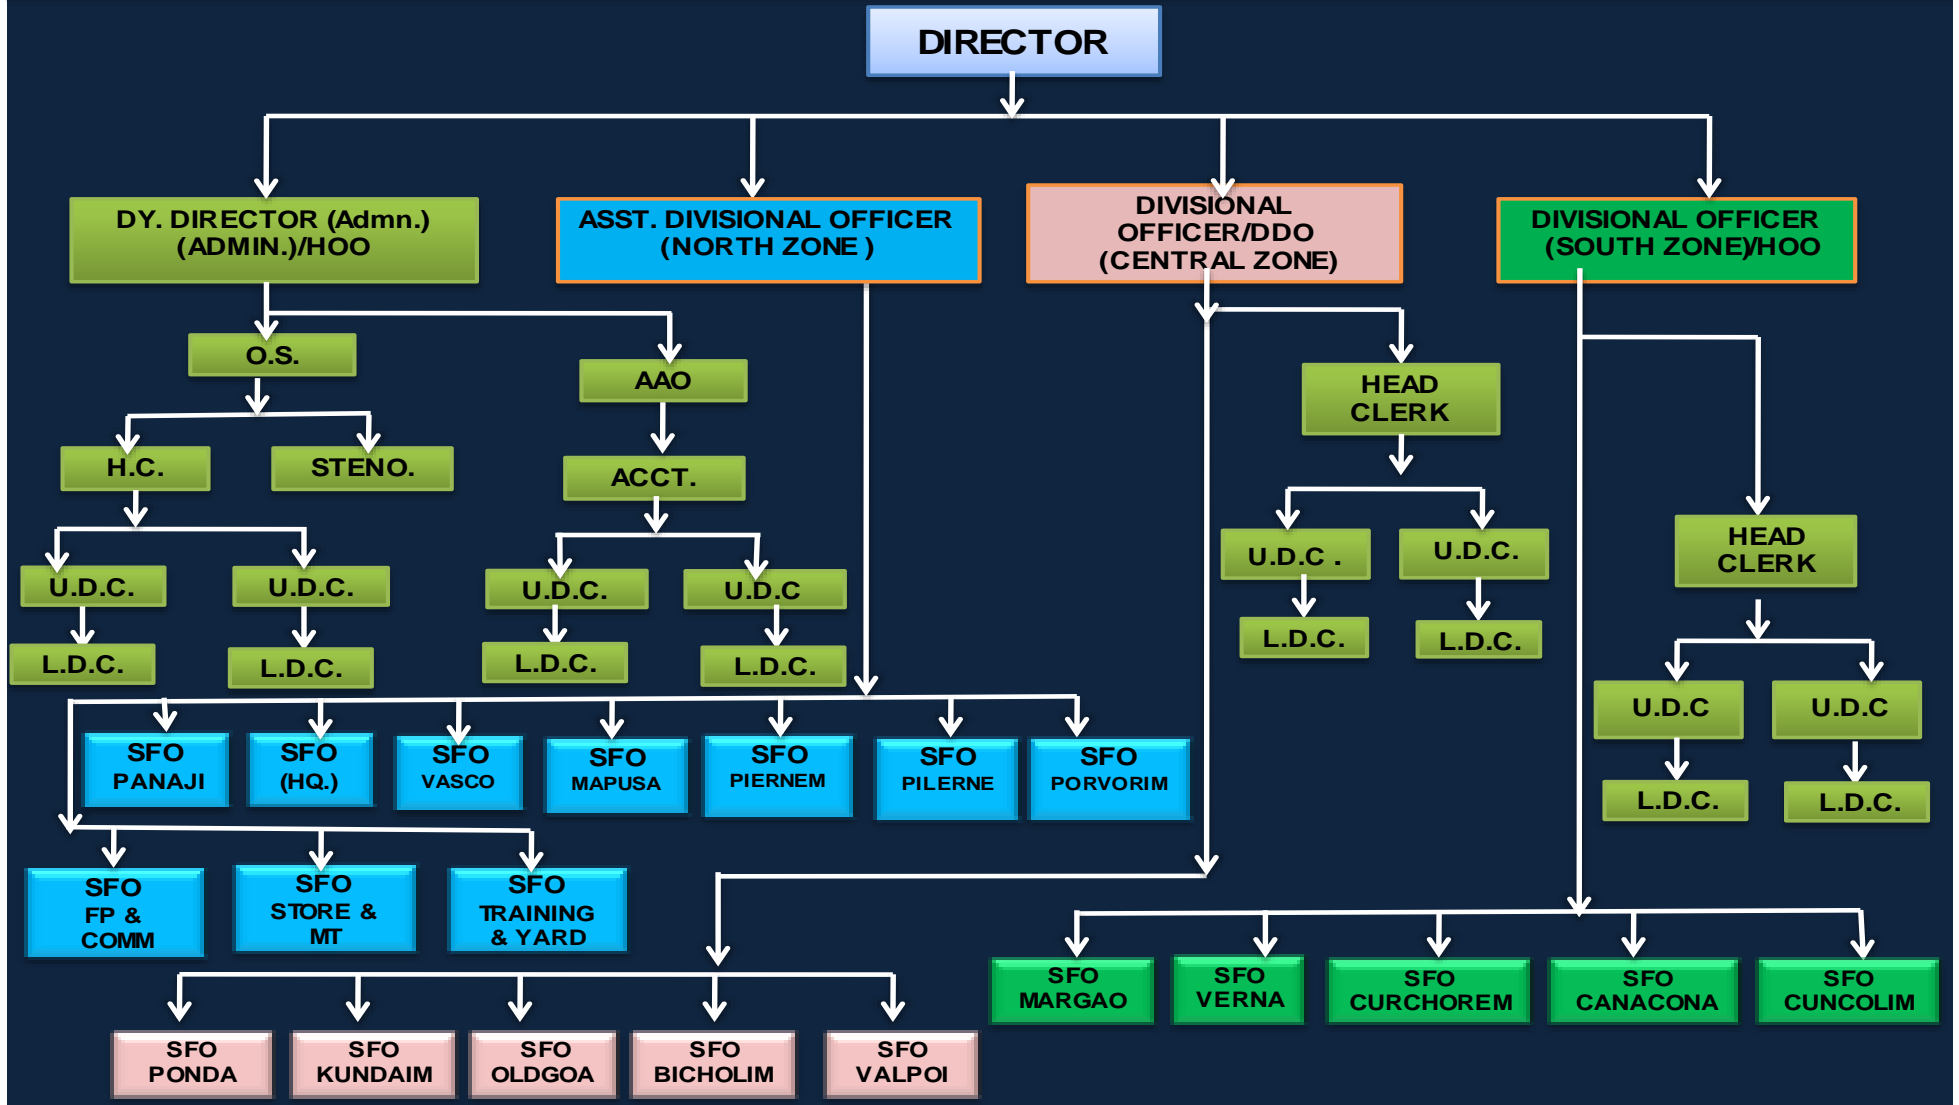 DIRECTOR
DY. DIRECTOR (Admn.)
(ADMIN.)/HOO
ASST. DIVISIONAL OFFICER
(NORTH ZONE )
DIVISIONAL
OFFICER/DDO
(CENTRAL ZONE)
DIVISIONAL OFFICER
(SOUTH ZONE)/HOO
O.S.
AAO
HEAD
CLERK
H.C.
STENO.
ACCT.
HEAD
CLERK
U.D.C .
U.D.C.
U.D.C.
U.D.C.
U.D.C.
U.D.C
L.D.C.
L.D.C.
L.D.C.
L.D.C.
L.D.C.
L.D.C.
U.D.C
U.D.C
L.D.C.
L.D.C.
SFO
PANAJI
SFO
(HQ.)
SFO
VASCO
SFO
MAPUSA
SFO
PIERNEM
SFO
PILERNE
SFO
PORVORIM
SFO
FP &
COMM
SFO
STORE &
MT
SFO
TRAINING
& YARD
SFO
MARGAO
SFO
VERNA
SFO
CURCHOREM
SFO
CANACONA
SFO
CUNCOLIM
SFO
PONDA
SFO
KUNDAIM
SFO
OLDGOA
SFO
BICHOLIM
SFO
VALPOI